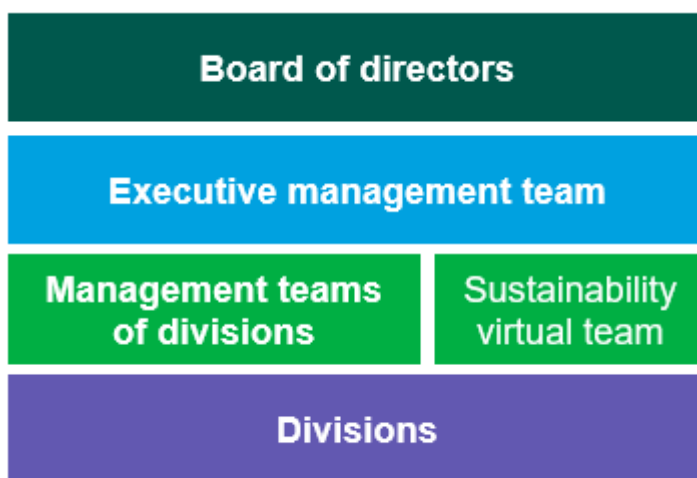 Board of directors
Executive management team
Management teams
of divisions
Sustainability
virtual team
Divisions